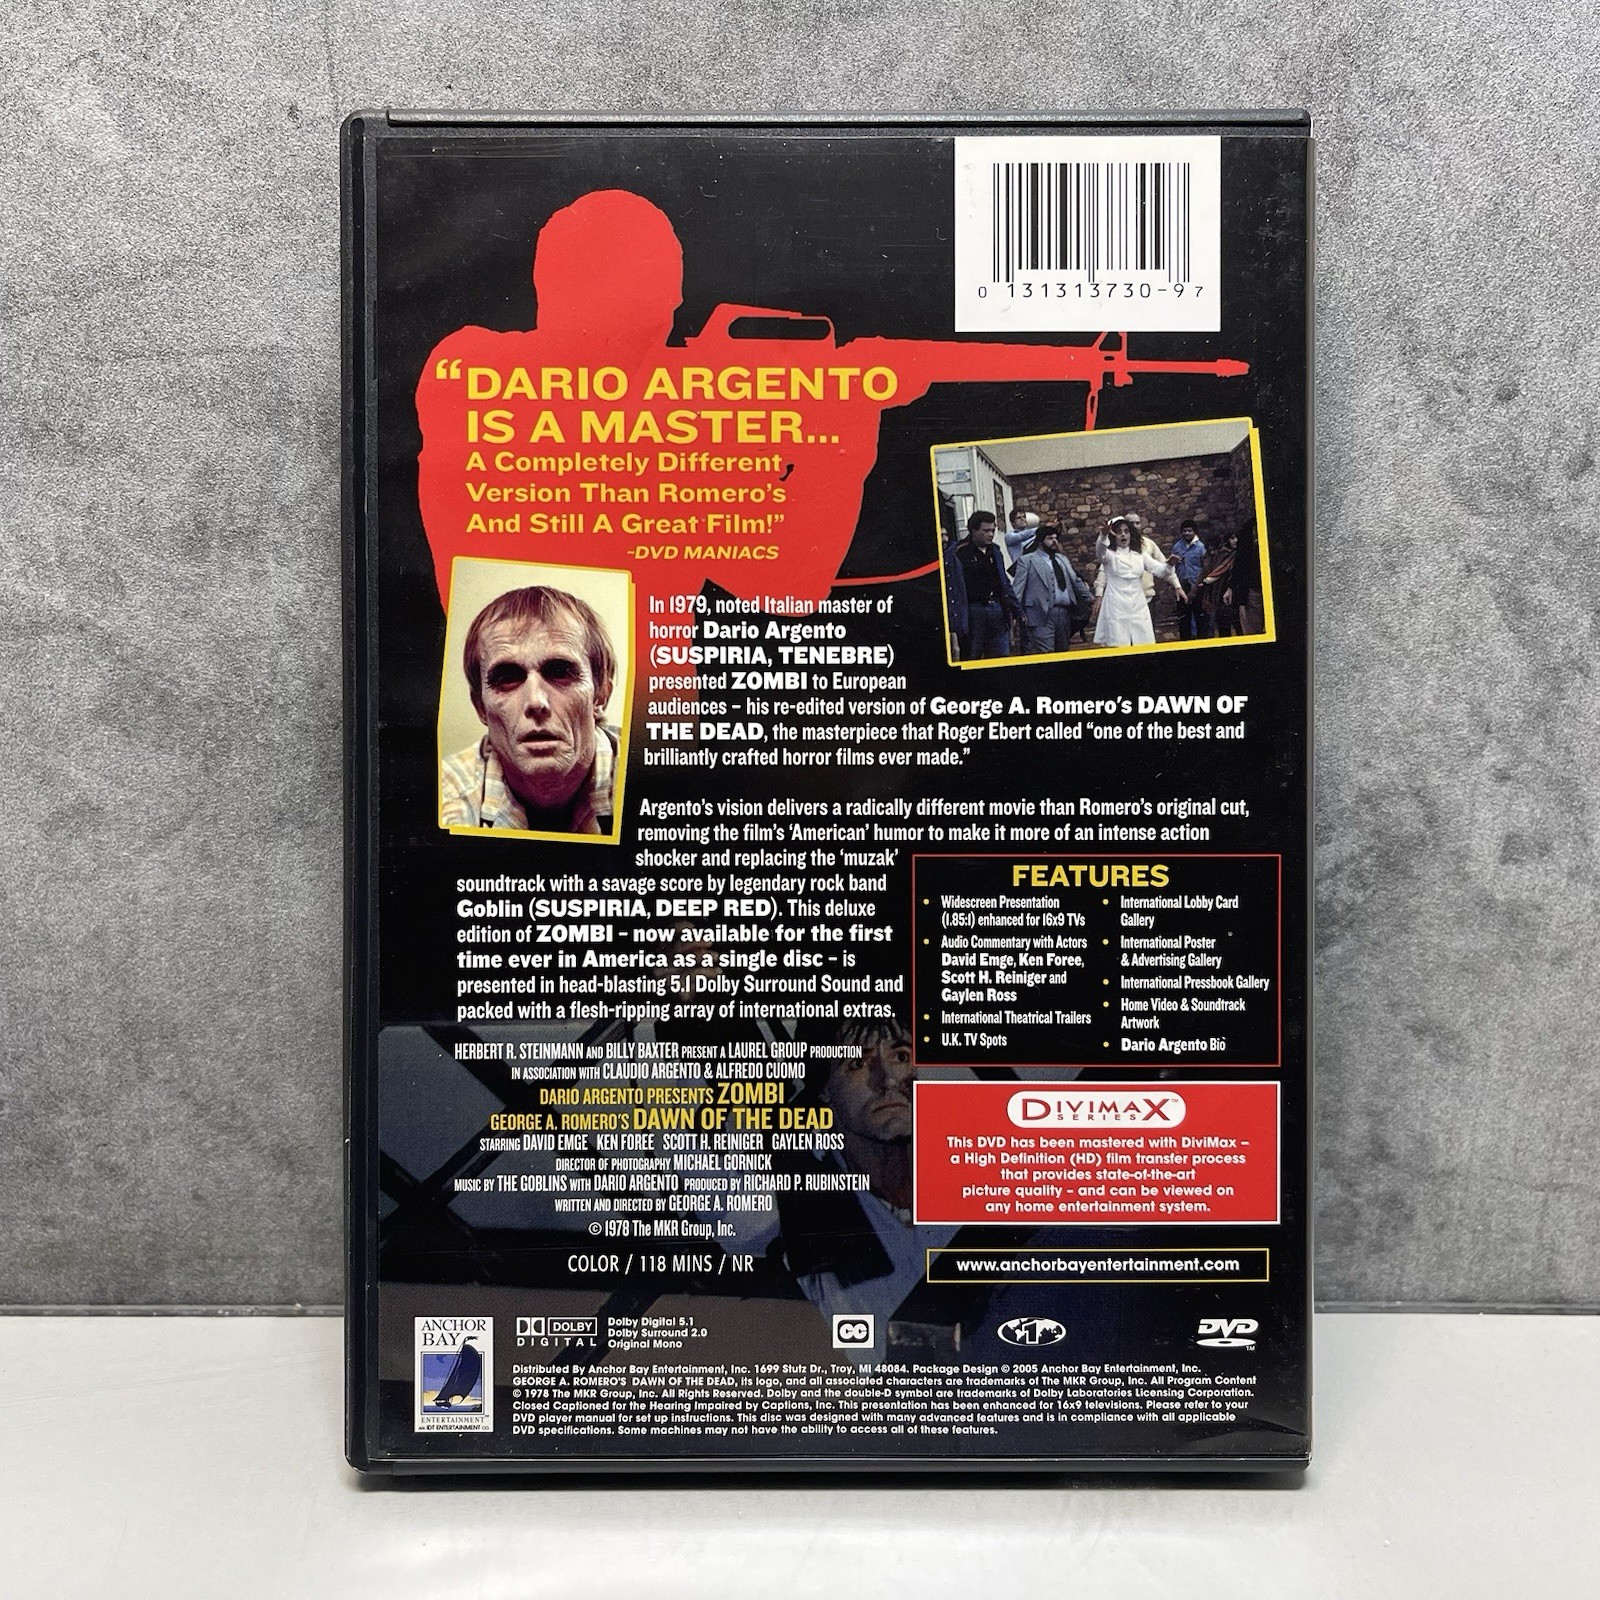 0 13131 3730-9 7
“DARIO ARGENTO
IS A MASTER...
A Completely Different
Version Than Romero’s
And Still A Great Film!”
~DVD MANIACS
In 1979, noted Italian master of
horror Dario Argento
(SUSPIRIA, TENEBRE)
presented ZOMBI to European
audiences – his re-edited version of George A. Romero’s DAWN OF
THE DEAD, the masterpiece that Roger Ebert called “one of the best and
brilliantly crafted horror films ever made.”
Argento’s vision delivers a radically different movie than Romero’s original cut,
removing the film’s ‘American’ humor to make it more of an intense action
shocker and replacing the ‘muzak’
soundtrack with a savage score by legendary rock band
Goblin (SUSPIRIA, DEEP RED). This deluxe
edition of ZOMBI – now available for the first
time ever in America as a single disc – is
presented in head-blasting 5.1 Dolby Surround Sound and
packed with a flesh-ripping array of international extras.
FEATURES
• Widescreen Presentation
(1.85:1) enhanced for 16x9 TVs
• Audio Commentary with Actors
David Emge, Ken Foree,
Scott H. Reiniger and
Gaylen Ross
• International Theatrical Trailers
• U.K. TV Spots
• International Lobby Card
Gallery
• International Poster
& Advertising Gallery
• International Pressbook Gallery
• Home Video & Soundtrack
Artwork
• Dario Argento Bio
HERBERT R. STEINMANN AND BILLY BAXTER PRESENT A LAUREL GROUP PRODUCTION
IN ASSOCIATION WITH CLAUDIO ARGENTO & ALFREDO CUOMO
DARIO ARGENTO PRESENTS ZOMBI
GEORGE A. ROMERO’S DAWN OF THE DEAD
STARRING DAVID EMGE KEN FOREE SCOTT H. REINIGER GAYLEN ROSS
DIRECTOR OF PHOTOGRAPHY MICHAEL GORNICK
MUSIC BY THE GOBLINS WITH DARIO ARGENTO PRODUCED BY RICHARD P. RUBINSTEIN
WRITTEN AND DIRECTED BY GEORGE A. ROMERO
© 1978 The MKR Group, Inc.
COLOR / 118 MINS / NR
DIVIMAX™
SERIES
This DVD has been mastered with DiviMax –
a High Definition (HD) film transfer process
that provides state-of-the-art
picture quality – and can be viewed on
any home entertainment system.
www.anchorbayentertainment.com
ANCHOR
BAY
ENTERTAINMENT
AN IDT ENTERTAINMENT CO.
DOLBY
DIGITAL
Dolby Digital 5.1
Dolby Surround 2.0
Original Mono
CC
1
DVD
TM
Distributed By Anchor Bay Entertainment, Inc. 1699 Stutz Dr., Troy, MI 48084. Package Design © 2005 Anchor Bay Entertainment, Inc.
GEORGE A. ROMERO'S DAWN OF THE DEAD, its logo, and all associated characters are trademarks of The MKR Group, Inc. All Program Content
© 1978 The MKR Group, Inc. All Rights Reserved. Dolby and the double-D symbol are trademarks of Dolby Laboratories Licensing Corporation.
Closed Captioned for the Hearing Impaired by Captions, Inc. This presentation has been enhanced for 16x9 televisions. Please refer to your
DVD player manual for set up instructions. This disc was designed with many advanced features and is in compliance with all applicable
DVD specifications. Some machines may not have the ability to access all of these features.